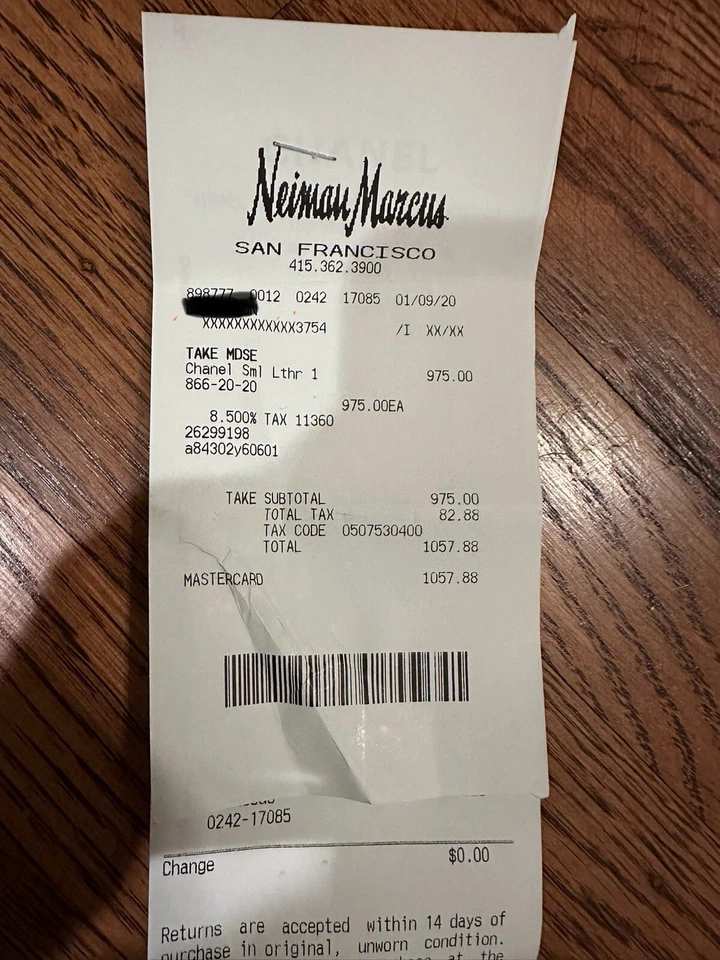 Neiman Marcus
SAN FRANCISCO
415.362.3900
898777 0012 0242 17085 01/09/20
XXXXXXXXXXXX3754 /I XX/XX
TAKE MDSE
Chanel Sml Lthr 1 975.00
866-20-20
975.00EA
8.500% TAX 11360
26299198
a84302y60601
TAKE SUBTOTAL 975.00
TOTAL TAX 82.88
TAX CODE 0507530400
TOTAL 1057.88
MASTERCARD 1057.88
0242-17085
Change $0.00
Returns are accepted within 14 days of
purchase in original, unworn condition.
at the